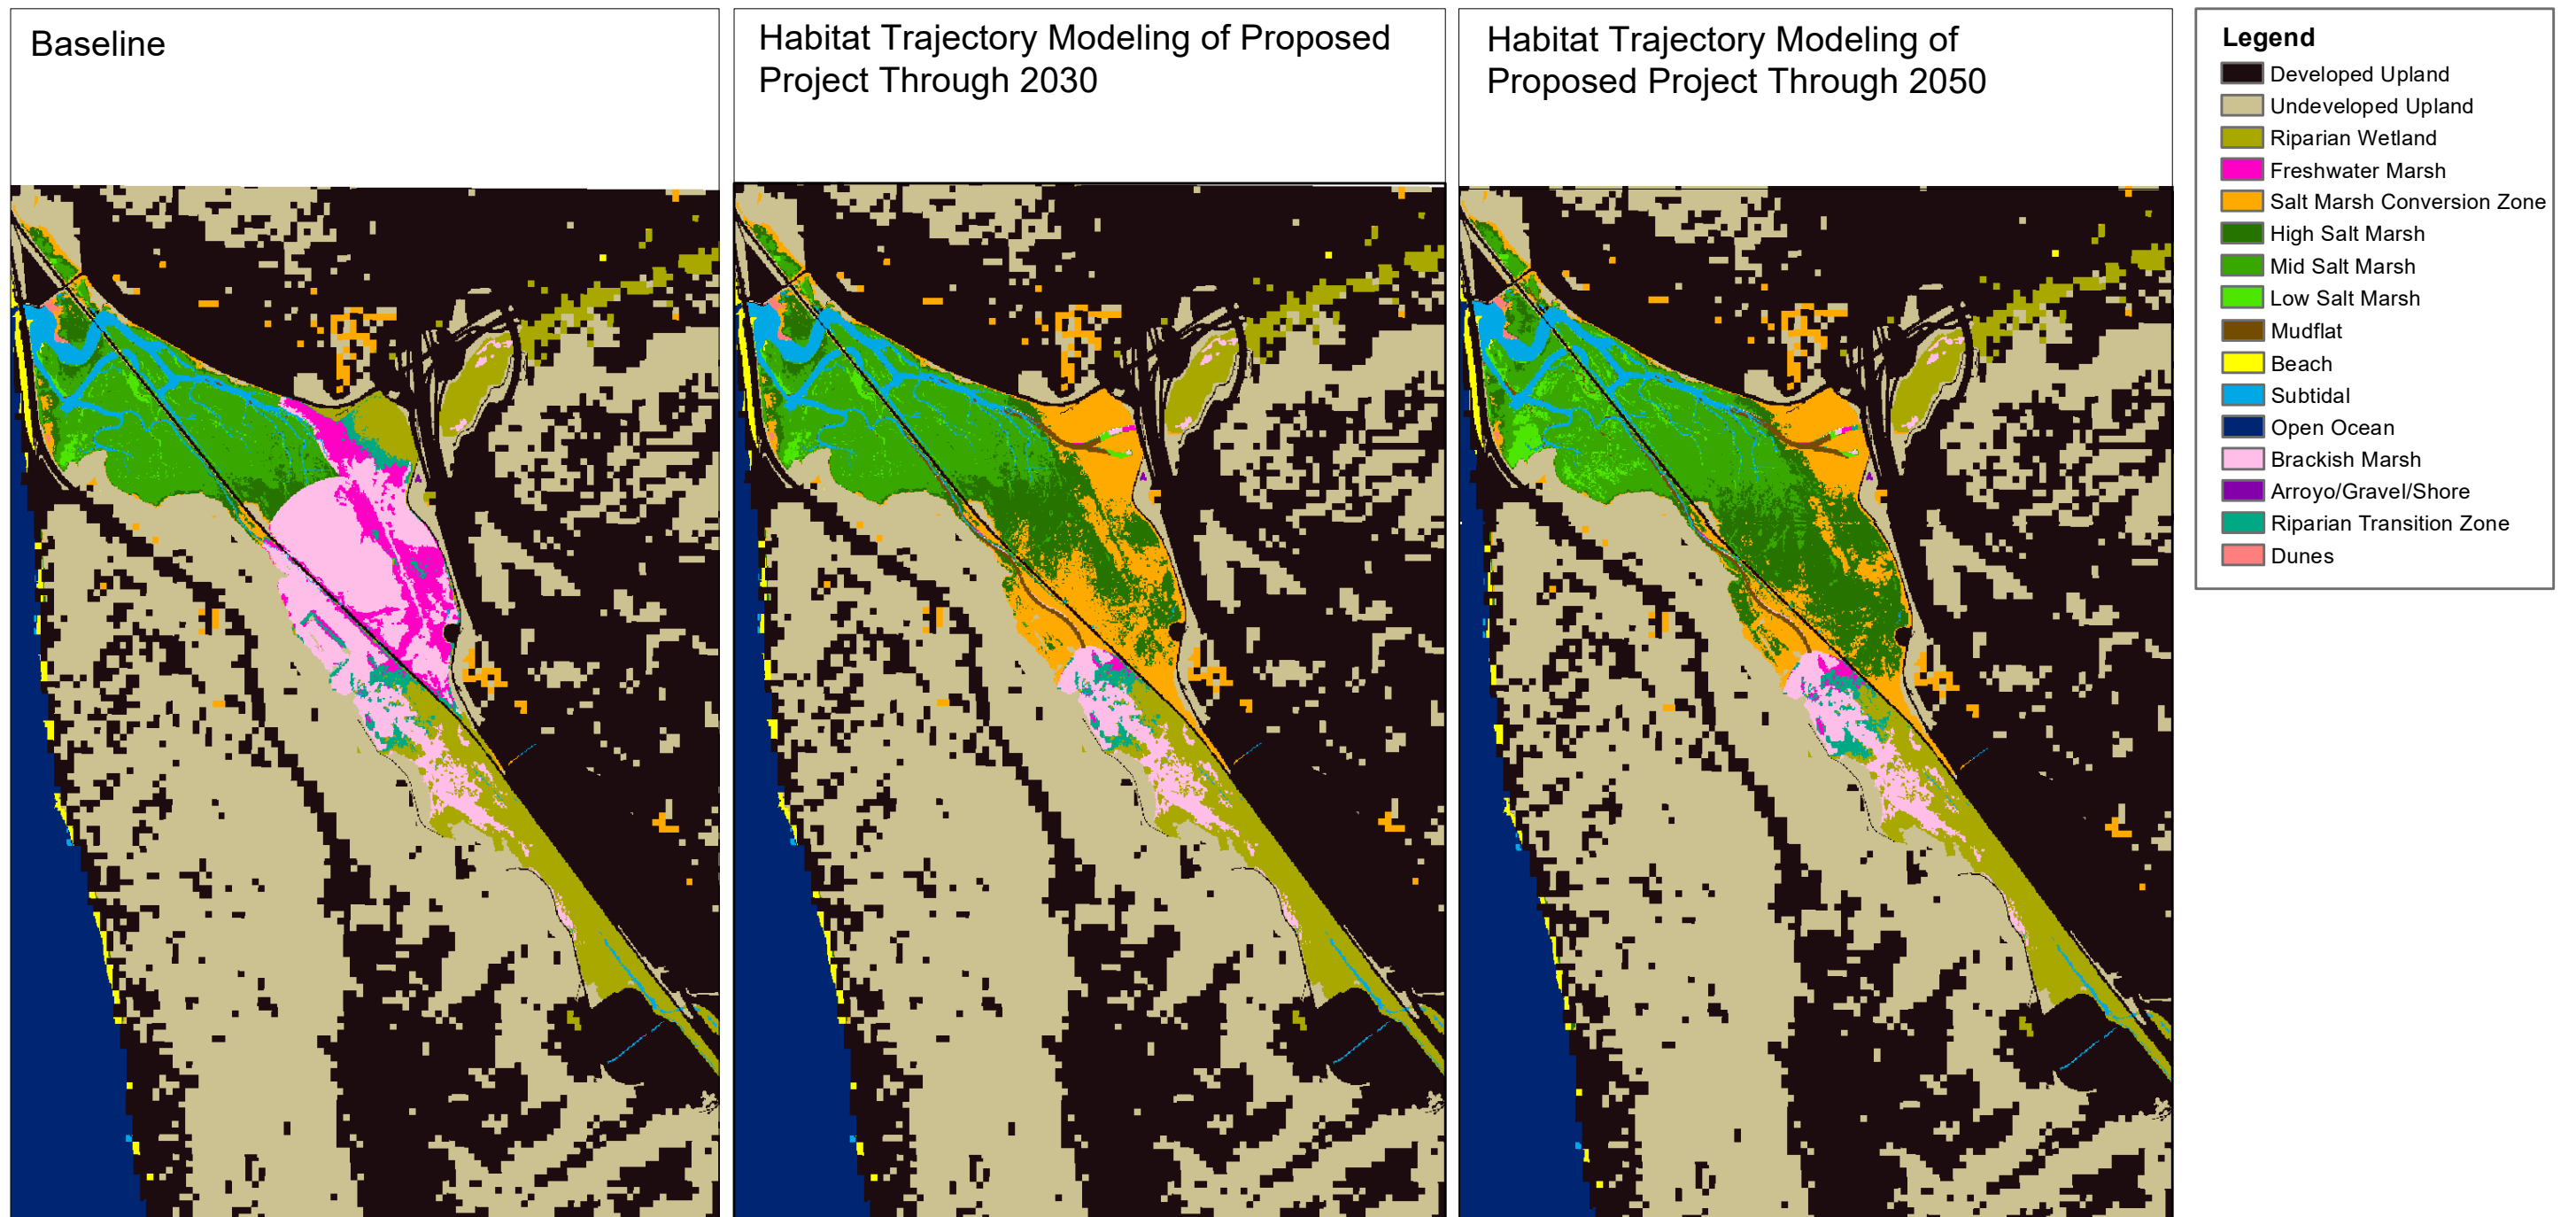 Baseline
Habitat Trajectory Modeling of Proposed
Project Through 2030
Habitat Trajectory Modeling of
Proposed Project Through 2050
Legend
Developed Upland
Undeveloped Upland
Riparian Wetland
Freshwater Marsh
Salt Marsh Conversion Zone
High Salt Marsh
Mid Salt Marsh
Low Salt Marsh
Mudflat
Beach
Subtidal
Open Ocean
Brackish Marsh
Arroyo/Gravel/Shore
Riparian Transition Zone
Dunes